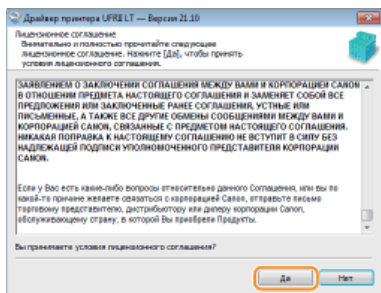 Драйвер принтера UFRII LT — Версия 21.10
Лицензионное соглашение
Внимательно и полностью прочитайте следующее
лицензионное соглашение. Нажмите [Да], чтобы принять
условия лицензионного соглашения.
ЗАЯВЛЕНИЕМ О ЗАКЛЮЧЕНИИ СОГЛАШЕНИЯ МЕЖДУ ВАМИ И КОРПОРАЦИЕЙ CANON
В ОТНОШЕНИИ ПРЕДМЕТА НАСТОЯЩЕГО СОГЛАШЕНИЯ И ЗАМЕНЯЕТ СОБОЙ ВСЕ
ПРЕДЛОЖЕНИЯ ИЛИ ЗАКЛЮЧЕННЫЕ РАНЕЕ СОГЛАШЕНИЯ, УСТНЫЕ ИЛИ
ПИСЬМЕННЫЕ, А ТАКЖЕ ВСЕ ДРУГИЕ ОБМЕНЫ СООБЩЕНИЯМИ МЕЖДУ ВАМИ И
КОРПОРАЦИЕЙ CANON, СВЯЗАННЫЕ С ПРЕДМЕТОМ НАСТОЯЩЕГО СОГЛАШЕНИЯ.
НИКАКАЯ ПОПРАВКА К НАСТОЯЩЕМУ СОГЛАШЕНИЮ НЕ ВСТУПИТ В СИЛУ БЕЗ
НАДЛЕЖАЩЕЙ ПОДПИСИ УПОЛНОМОЧЕННОГО ПРЕДСТАВИТЕЛЯ КОРПОРАЦИИ
CANON.
Если у Вас есть какие-либо вопросы относительно данного Соглашения, или вы по
какой-то причине желаете связаться с корпорацией Canon, отправьте письмо
торговому представителю, дистрибьютору или дилеру корпорации Canon,
обслуживающему страну, в которой Вы приобрели Продукты.
Вы принимаете условия лицензионного соглашения?
Да
Нет